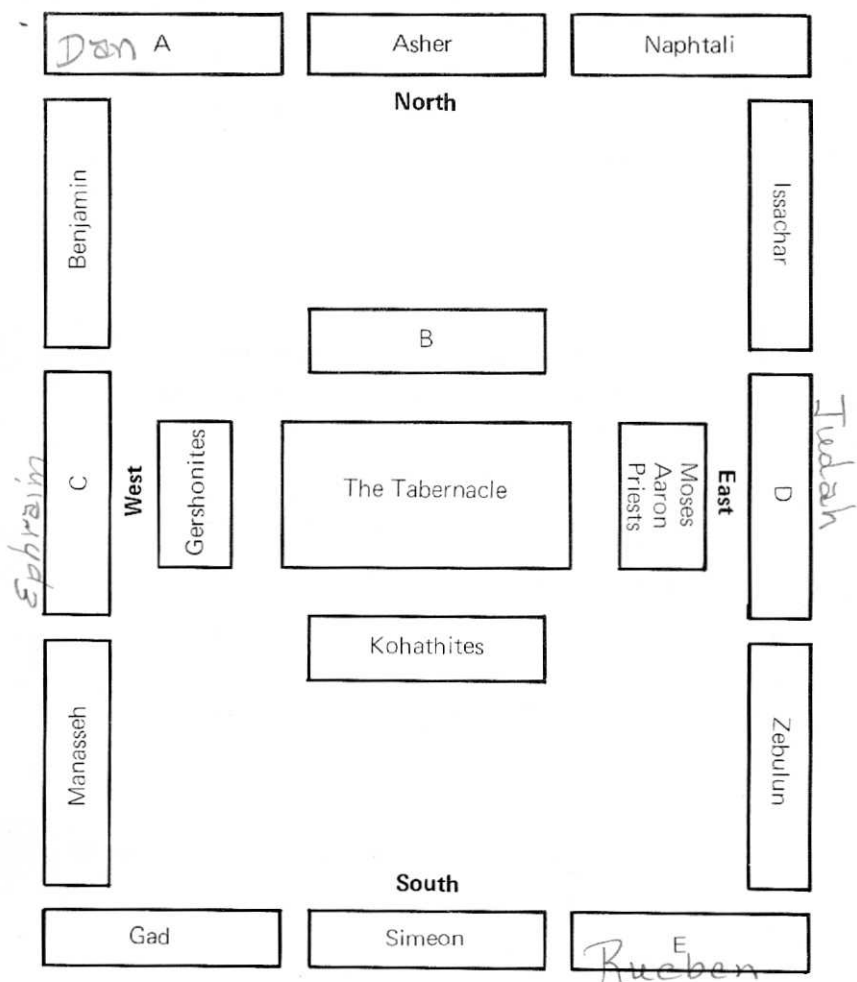 Dan A
Asher
Naphtali
North
Benjamin
Issachar
B
Ephraim
C
West
Gershonites
The Tabernacle
Moses
Aaron
Priests
East
D
Judah
Kohathites
Manasseh
Zebulun
South
Gad
Simeon
E
Rueben